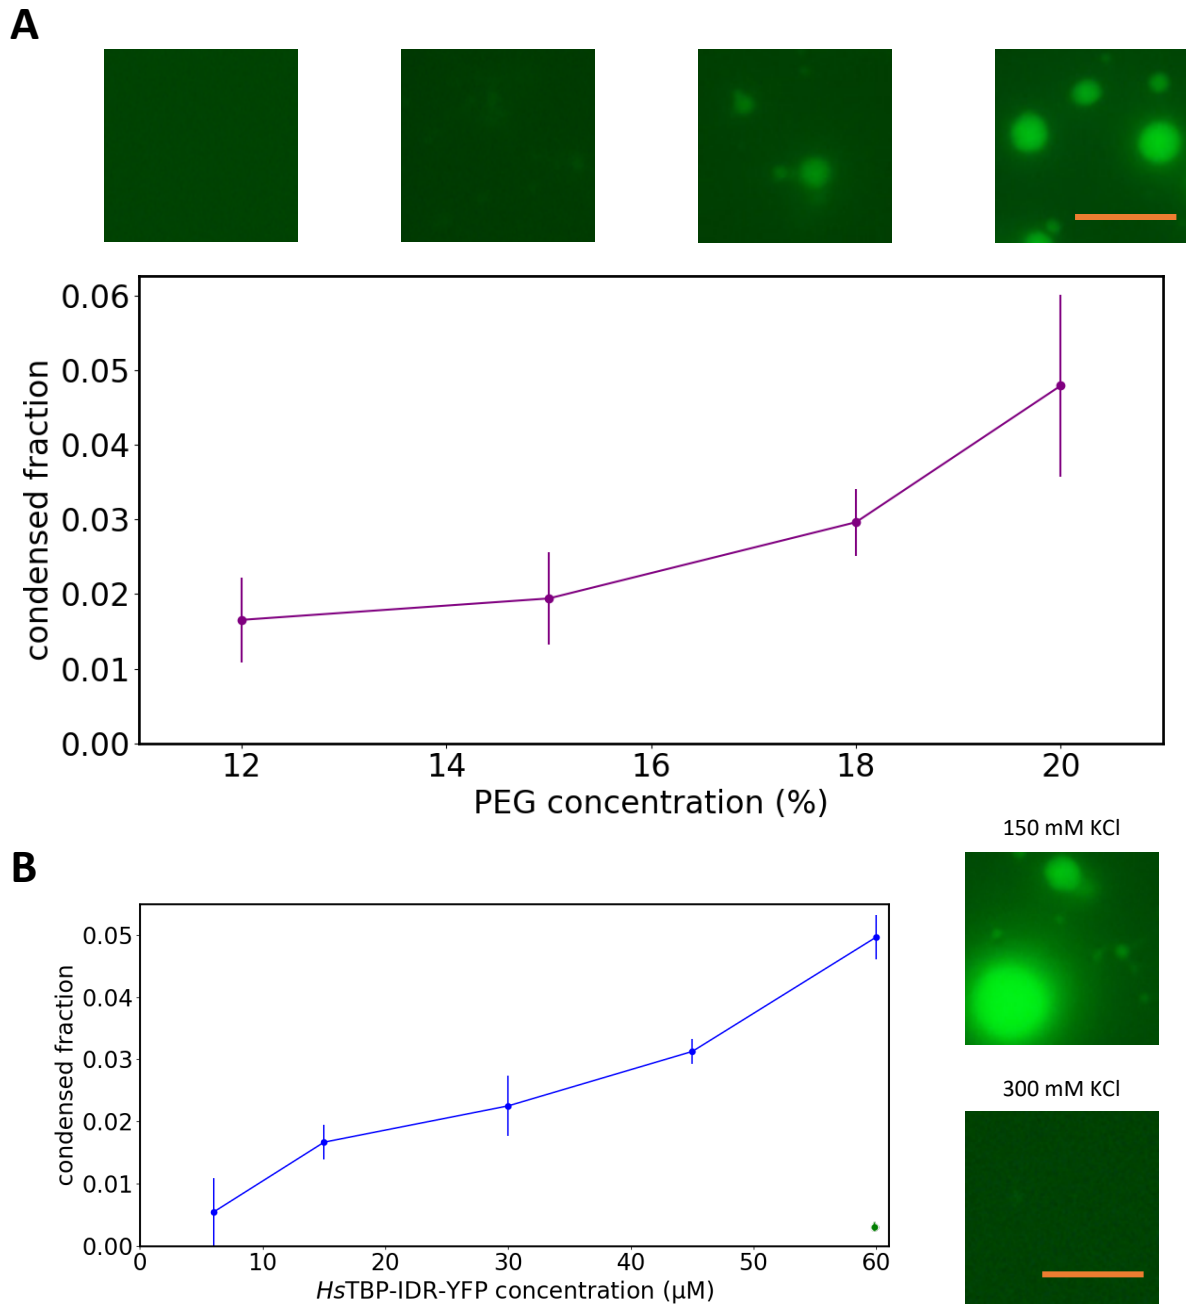 A
0.06
0.05
0.04
0.03
0.02
0.01
0.00
condensed fraction
12 14 16 18 20
PEG concentration (%)
150 mM KCl
B
0.05
0.04
0.03
0.02
0.01
0.00
condensed fraction
0 10 20 30 40 50 60
HsTBP-IDR-YFP concentration (μM)
300 mM KCl